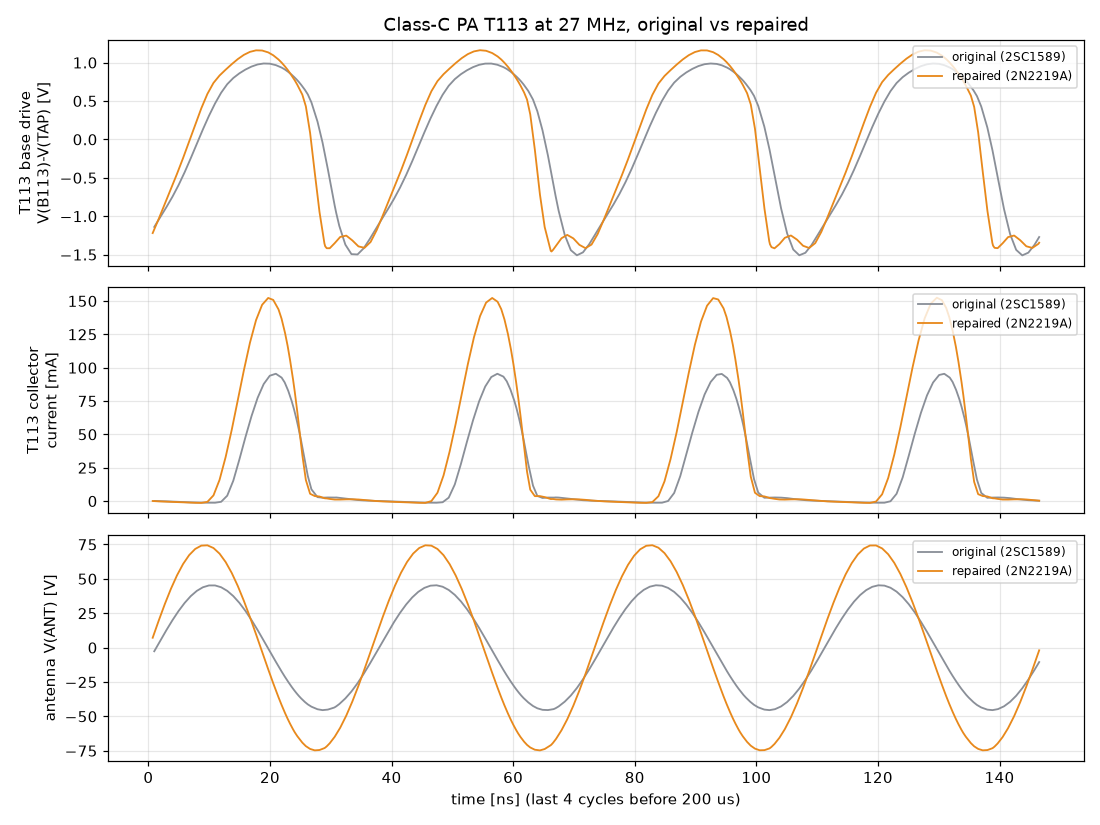 Class-C PA T113 at 27 MHz, original vs repaired
T113 base drive
V(B113)-V(TAP) [V]
1.0
0.5
0.0
−0.5
−1.0
−1.5
original (2SC1589)
repaired (2N2219A)
T113 collector
current [mA]
150
125
100
75
50
25
0
original (2SC1589)
repaired (2N2219A)
antenna V(ANT) [V]
75
50
25
0
−25
−50
−75
original (2SC1589)
repaired (2N2219A)
0 20 40 60 80 100 120 140
time [ns] (last 4 cycles before 200 us)